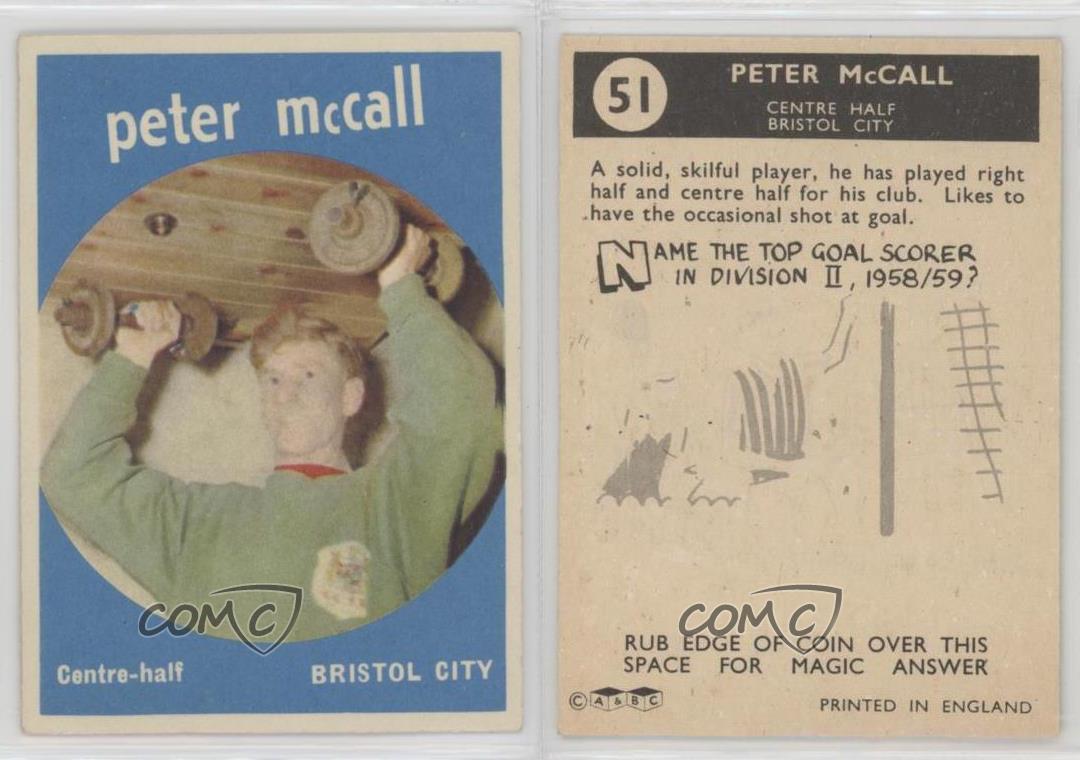 peter mccall
COMC
Centre-half
BRISTOL CITY
51
PETER McCALL
CENTRE HALF
BRISTOL CITY
A solid, skilful player, he has played right
half and centre half for his club. Likes to
have the occasional shot at goal.
NAME THE TOP GOAL SCORER
IN DIVISION II, 1958/59?
COMC
RUB EDGE OF COIN OVER THIS
SPACE FOR MAGIC ANSWER
© A & B C
PRINTED IN ENGLAND